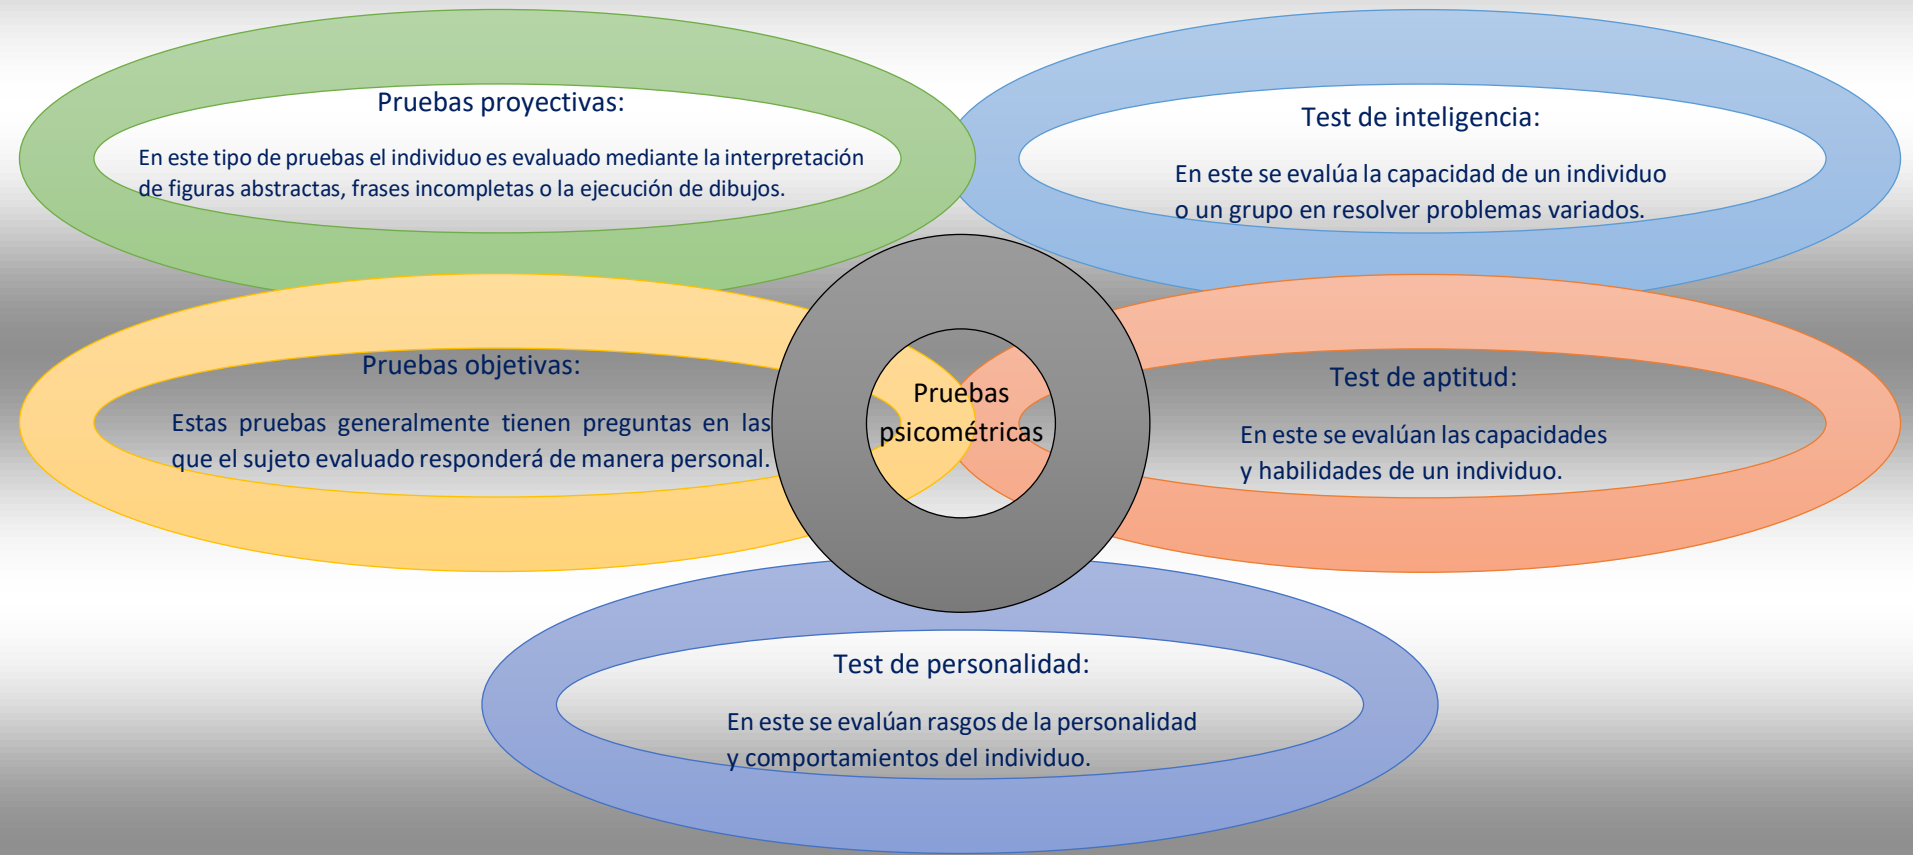 Pruebas proyectivas:
En este tipo de pruebas el individuo es evaluado mediante la interpretación
de figuras abstractas, frases incompletas o la ejecución de dibujos.
Test de inteligencia:
En este se evalúa la capacidad de un individuo
o un grupo en resolver problemas variados.
Pruebas objetivas:
Estas pruebas generalmente tienen preguntas en las
que el sujeto evaluado responderá de manera personal.
Pruebas
psicométricas
Test de aptitud:
En este se evalúan las capacidades
y habilidades de un individuo.
Test de personalidad:
En este se evalúan rasgos de la personalidad
y comportamientos del individuo.